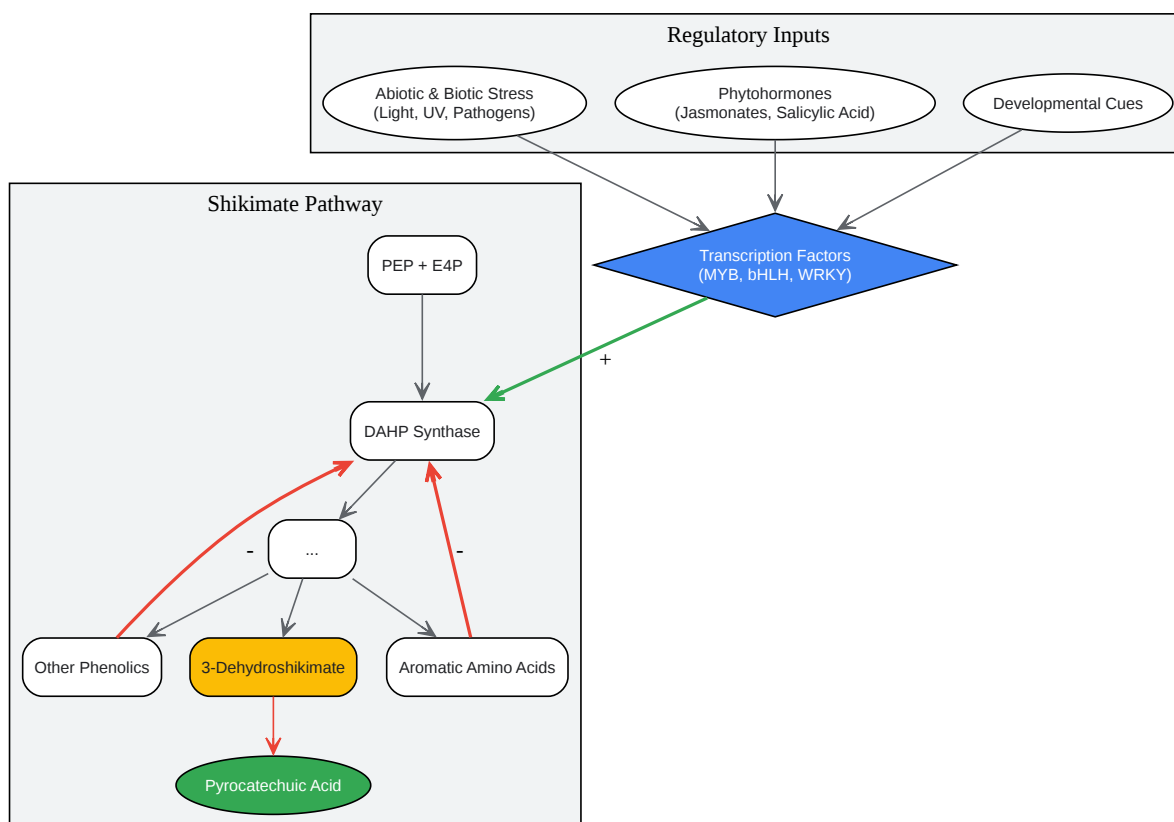 Regulatory Inputs
Abiotic & Biotic Stress
(Light, UV, Pathogens)
Phytohormones
(Jasmonates, Salicylic Acid)
Developmental Cues
Shikimate Pathway
PEP + E4P
Transcription Factors
(MYB, bHLH, WRKY)
+
DAHP Synthase
-
...
-
Other Phenolics
3-Dehydroshikimate
Aromatic Amino Acids
Pyrocatechuic Acid